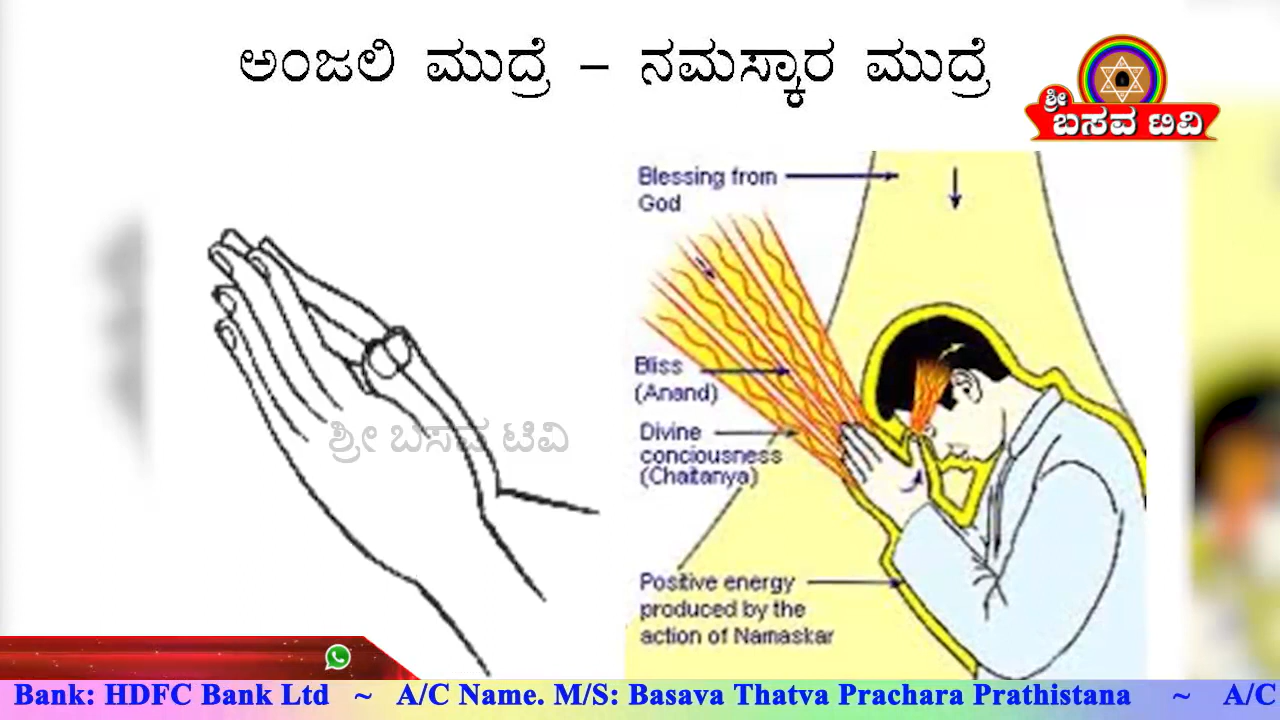 ಅಂಜಲಿ ಮುದ್ರೆ – ನಮಸ್ಕಾರ ಮುದ್ರೆ
ಶ್ರೀ
ಬಸವ ಟಿವಿ
Blessing from
God
Bliss
(Anand)
Divine
conciousness
(Chaitanya)
Positive energy
produced by the
action of Namaskar
ಶ್ರೀ ಬಸವ ಟಿವಿ
Bank: HDFC Bank Ltd ~ A/C Name. M/S: Basava Thatva Prachara Prathistana ~ A/C